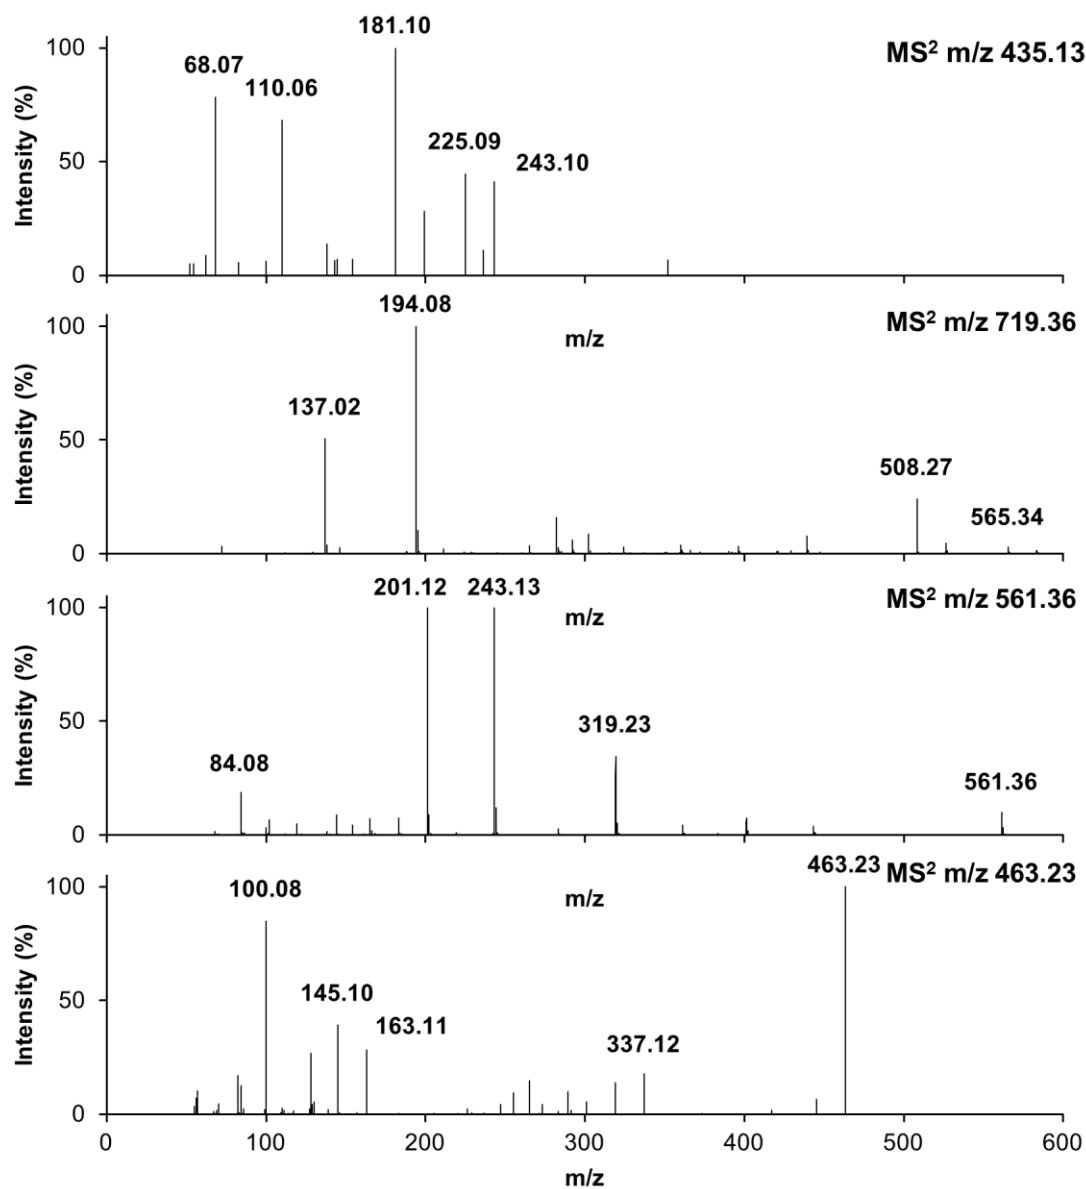 181.10
100
MS² m/z 435.13
68.07
110.06
225.09
50
243.10
0
Intensity (%)
194.08
100
m/z
MS² m/z 719.36
137.02
50
508.27
565.34
0
Intensity (%)
201.12
243.13
100
m/z
MS² m/z 561.36
50
319.23
84.08
561.36
0
Intensity (%)
463.23
MS² m/z 463.23
100
100.08
m/z
50
145.10
163.11
337.12
0
Intensity (%)
0 100 200 300 400 500 600
m/z